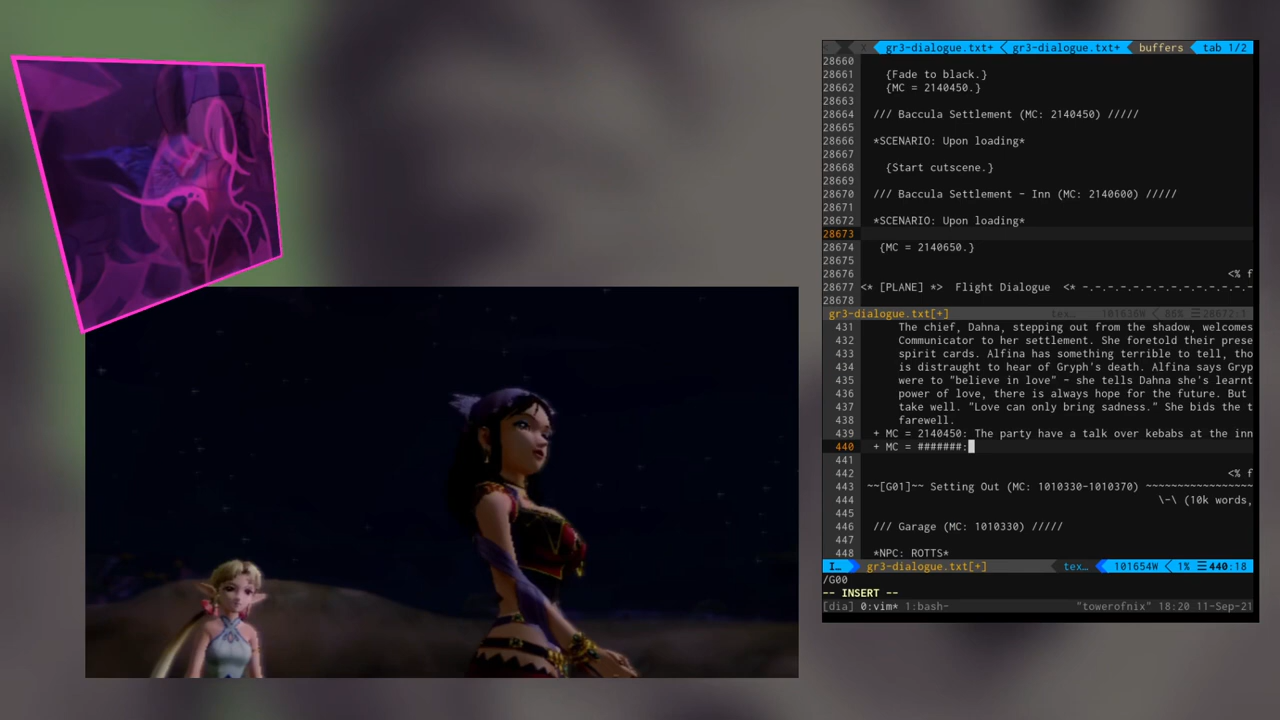 X gr3-dialogue.txt+ gr3-dialogue.txt+ buffers tab 1/2
28660
28661 {Fade to black.}
28662 {MC = 2140450.}
28663
28664 /// Baccula Settlement (MC: 2140450) /////
28665
28666 *SCENARIO: Upon loading*
28667
28668 {Start cutscene.}
28669
28670 /// Baccula Settlement - Inn (MC: 2140600) /////
28671
28672 *SCENARIO: Upon loading*
28673
28674 {MC = 2140650.}
28675
28676 <% f
28677 <* [PLANE] *> Flight Dialogue <* -.-.-.-.-.-.-.-.-.-.-.-.-.-
28678
gr3-dialogue.txt[+] tex… 101636W 86% 28672:1
431 The chief, Dahna, stepping out from the shadow, welcomes
432 Communicator to her settlement. She foretold their prese
433 spirit cards. Alfina has something terrible to tell, tho
434 is distraught to hear of Gryph's death. Alfina says Gryp
435 were to "believe in love" - she tells Dahna she's learnt
436 power of love, there is always hope for the future. But
437 take well. "Love can only bring sadness." She bids the t
438 farewell.
439 + MC = 2140450: The party have a talk over kebabs at the inn
440 + MC = #######:
441
442 <% f
443 ~~[G01]~~ Setting Out (MC: 1010330-1010370) ~~~~~~~~~~~~~~~~~
444 \-\ (10k words,
445
446 /// Garage (MC: 1010330) /////
447
448 *NPC: ROTTS*
I… gr3-dialogue.txt[+] tex… 101654W 1% 440:18
/G00
-- INSERT --
[dia] 0:vim* 1:bash- "towerofnix" 18:20 11-Sep-21